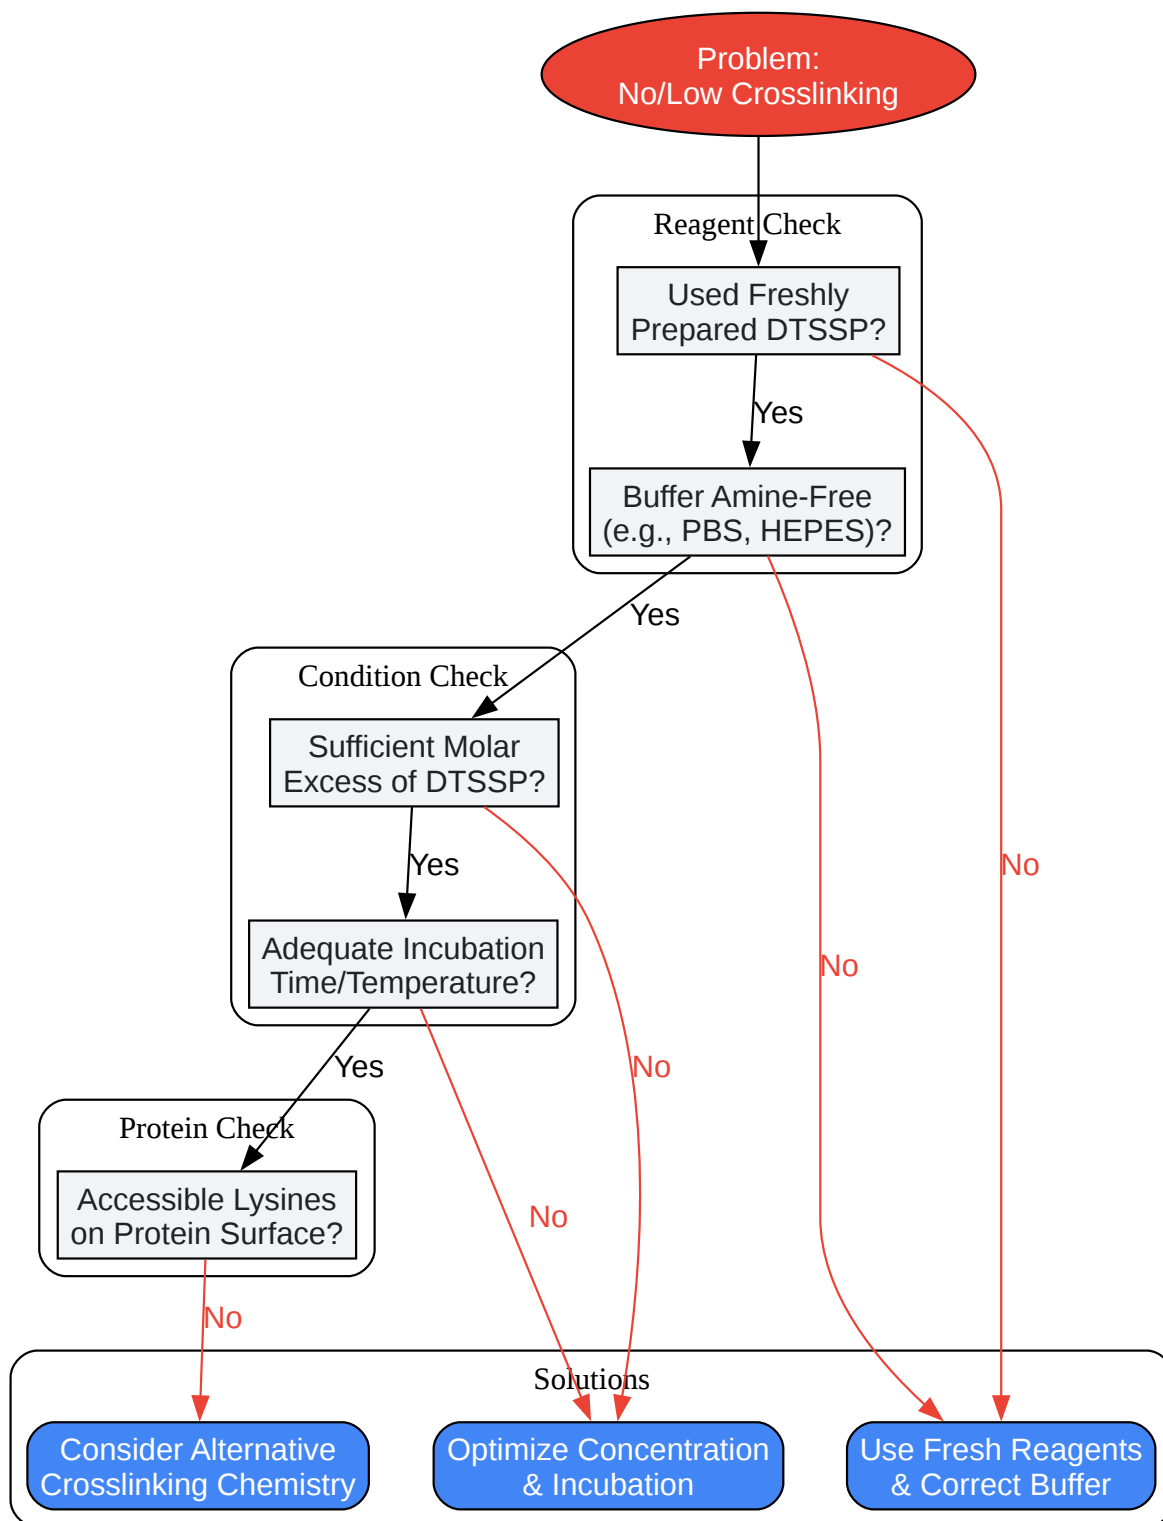 Problem:
No/Low Crosslinking
Reagent Check
Used Freshly
Prepared DTSSP?
Yes
Buffer Amine-Free
(e.g., PBS, HEPES)?
Yes
Condition Check
Sufficient Molar
Excess of DTSSP?
Yes
No
Adequate Incubation
Time/Temperature?
No
Yes
No
Protein Check
Accessible Lysines
on Protein Surface?
No
No
Solutions
Consider Alternative
Crosslinking Chemistry
Optimize Concentration
& Incubation
Use Fresh Reagents
& Correct Buffer